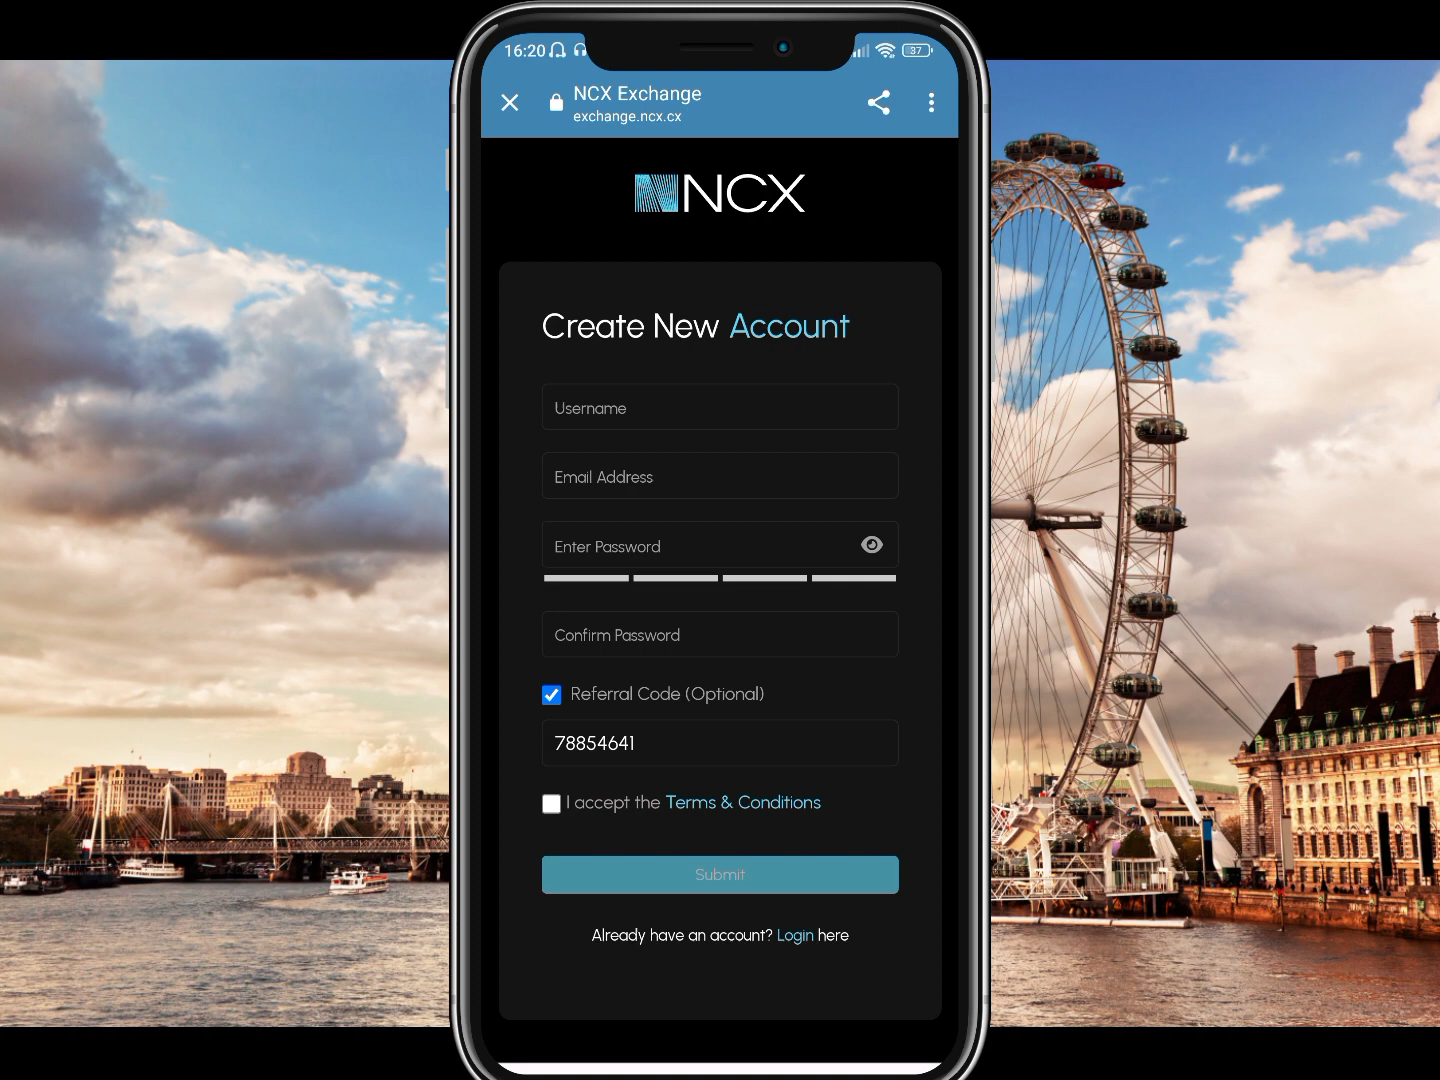 16:20
37
NCX Exchange
exchange.ncx.cx
NCX
Create New Account
Username
Email Address
Enter Password
Confirm Password
Referral Code (Optional)
78854641
I accept the Terms & Conditions
Submit
Already have an account? Login here